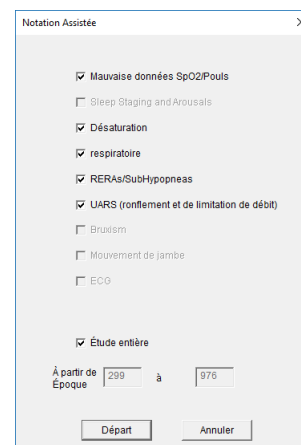 Notation Assistée
Mauvaise données SpO2/Pouls
Sleep Staging and Arousals
Désaturation
respiratoire
RERAs/SubHypopneas
UARS (ronflement et de limitation de débit)
Bruxism
Mouvement de jambe
ECG
Étude entière
À partir de Époque 299 à 976
Départ Annuler